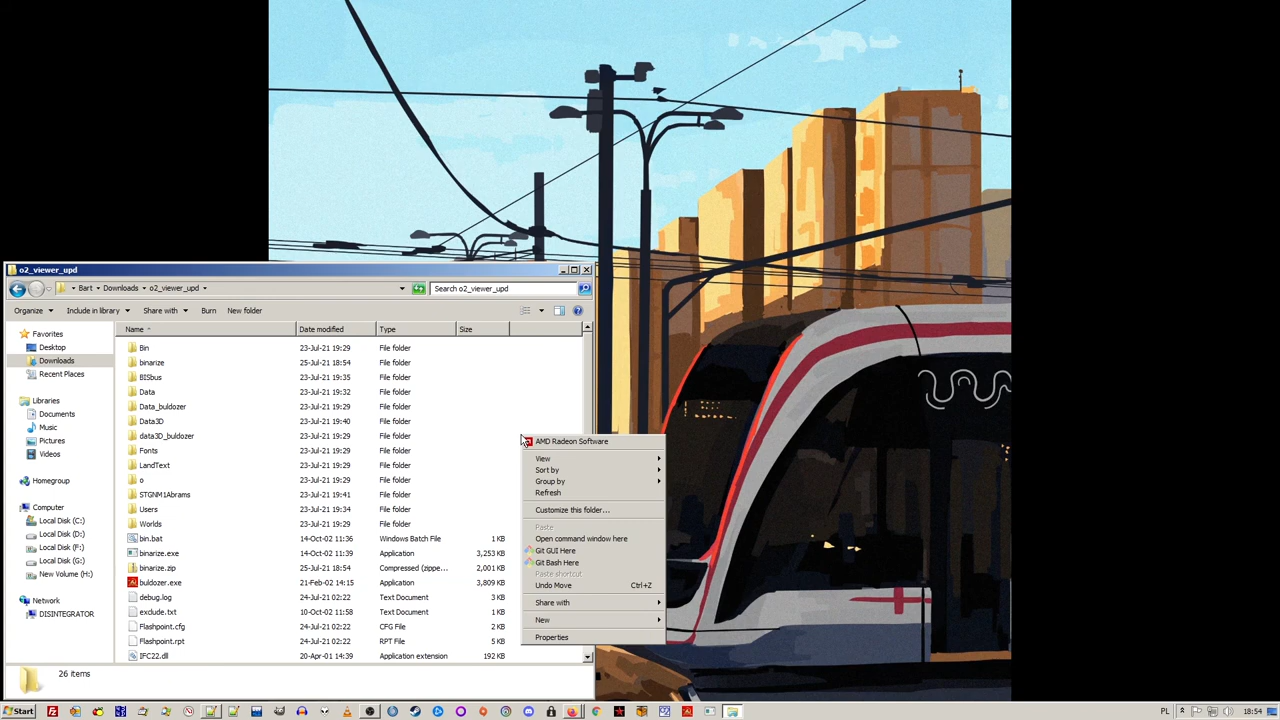 o2_viewer_upd
Bart Downloads o2_viewer_upd
Search o2_viewer_upd
Organize Include in library Share with Burn New folder
Favorites
Desktop
Downloads
Recent Places
Libraries
Documents
Music
Pictures
Videos
Homegroup
Computer
Local Disk (C:)
Local Disk (D:)
Local Disk (F:)
Local Disk (G:)
New Volume (H:)
Network
DISINTEGRATOR
Name Date modified Type Size
Bin 23-Jul-21 19:29 File folder
binarize 25-Jul-21 18:54 File folder
BISbus 23-Jul-21 19:35 File folder
Data 23-Jul-21 19:32 File folder
Data_buldozer 23-Jul-21 19:29 File folder
Data3D 23-Jul-21 19:40 File folder
data3D_buldozer 23-Jul-21 19:29 File folder
Fonts 23-Jul-21 19:29 File folder
LandText 23-Jul-21 19:29 File folder
o 23-Jul-21 19:29 File folder
STGNM1Abrams 23-Jul-21 19:41 File folder
Users 23-Jul-21 19:29 File folder
Worlds 23-Jul-21 19:29 File folder
bin.bat 14-Oct-02 11:36 Windows Batch File 1 KB
binarize.exe 14-Oct-02 11:39 Application 3,253 KB
binarize.zip 25-Jul-21 18:54 Compressed (zippe... 2,001 KB
buldozer.exe 21-Feb-02 14:15 Application 3,809 KB
debug.log 24-Jul-21 02:22 Text Document 3 KB
exclude.txt 10-Oct-02 11:58 Text Document 1 KB
Flashpoint.cfg 24-Jul-21 02:22 CFG File 2 KB
Flashpoint.rpt 24-Jul-21 02:22 RPT File 5 KB
IFC22.dll 20-Apr-01 14:39 Application extension 192 KB
26 items
AMD Radeon Software
View
Sort by
Group by
Refresh
Customize this folder...
Paste
Open command window here
Git GUI Here
Git Bash Here
Paste shortcut
Undo Move Ctrl+Z
Share with
New
Properties
Start
PL 18:54